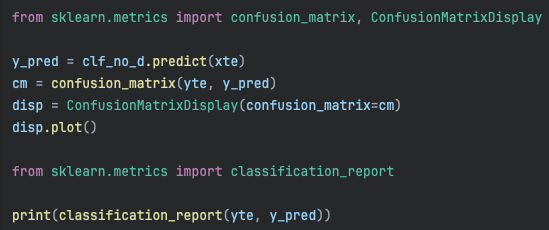 from sklearn.metrics import confusion_matrix, ConfusionMatrixDisplay
y_pred = clf_no_d.predict(xte)
cm = confusion_matrix(yte, y_pred)
disp = ConfusionMatrixDisplay(confusion_matrix=cm)
disp.plot()
from sklearn.metrics import classification_report
print(classification_report(yte, y_pred))